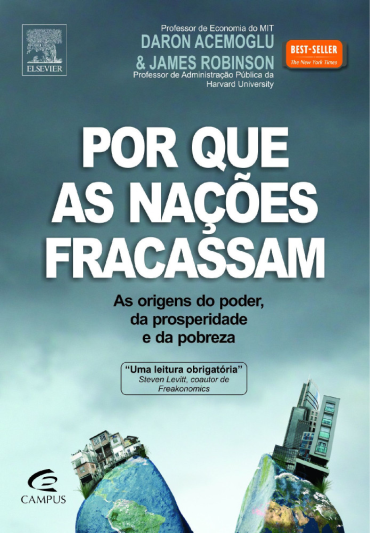 Professor de Economia do MIT
DARON ACEMOGLU
& JAMES ROBINSON
Professor de Administração Pública da
Harvard University
BEST-SELLER
The New York Times
ELSEVIER
POR QUE
AS NAÇÕES
FRACASSAM
As origens do poder,
da prosperidade
e da pobreza
“Uma leitura obrigatória”
Steven Levitt, coautor de
Freakonomics
CAMPUS